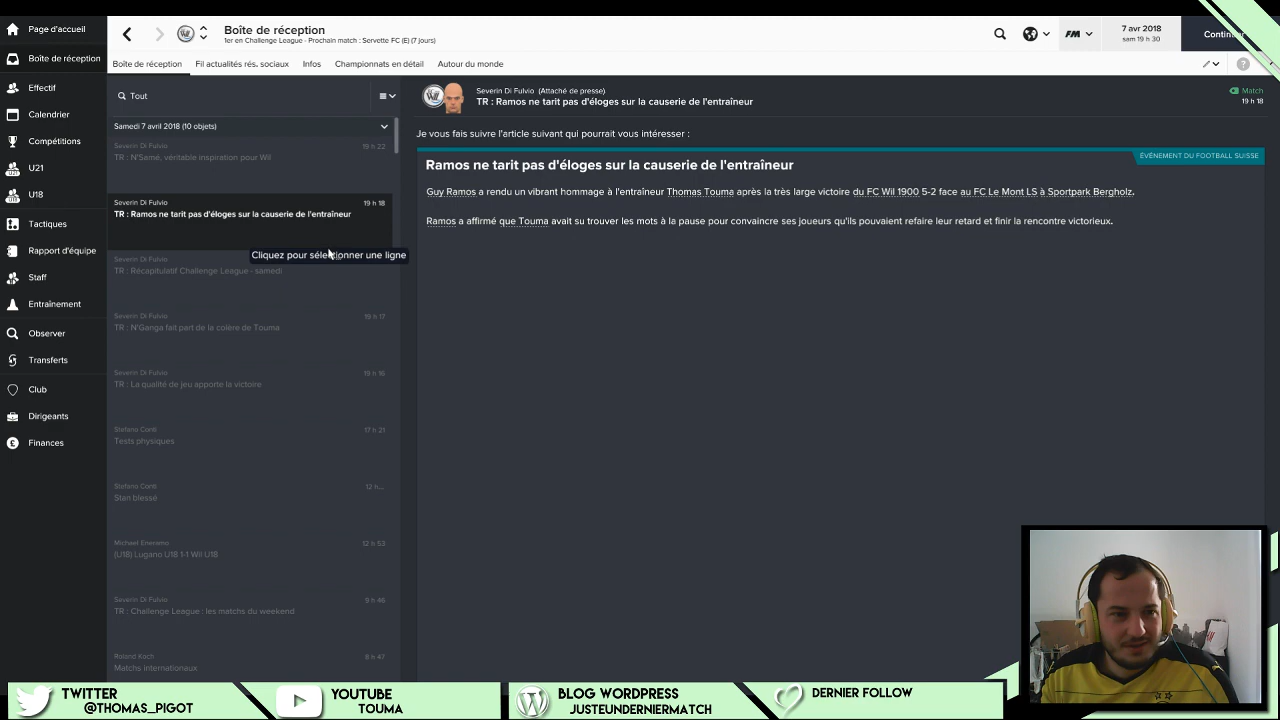 Page d'accueil
Boîte de réception
Effectif
Calendrier
Compétitions
U21
U18
Tactiques
Rapport d'équipe
Staff
Entraînement
Observer
Transferts
Club
Dirigeants
Finances
Boîte de réception
1er en Challenge League - Prochain match : Servette FC (E) (7 jours)
FM
7 avr 2018
sam 19 h 30
Boîte de réception
Fil actualités rés. sociaux
Infos
Championnats en détail
Autour du monde
Tout
Samedi 7 avril 2018 (10 objets)
Severin Di Fulvio 19 h 22
TR : N'Samé, véritable inspiration pour Wil
Severin Di Fulvio 19 h 18
TR : Ramos ne tarit pas d'éloges sur la causerie de l'entraîneur
Cliquez pour sélectionner une ligne
Severin Di Fulvio
TR : Récapitulatif Challenge League - samedi
Severin Di Fulvio 19 h 17
TR : N'Ganga fait part de la colère de Touma
Severin Di Fulvio 19 h 16
TR : La qualité de jeu apporte la victoire
Stefano Conti 17 h 21
Tests physiques
Stefano Conti 12 h...
Stan blessé
Michael Eneramo 12 h 53
(U18) Lugano U18 1-1 Wil U18
Severin Di Fulvio 9 h 46
TR : Challenge League : les matchs du weekend
Roland Koch 8 h 47
Matchs internationaux
Severin Di Fulvio (Attaché de presse)
TR : Ramos ne tarit pas d'éloges sur la causerie de l'entraîneur
Match
19 h 18
Je vous fais suivre l'article suivant qui pourrait vous intéresser :
ÉVÉNEMENT DU FOOTBALL SUISSE
Ramos ne tarit pas d'éloges sur la causerie de l'entraîneur
Guy Ramos a rendu un vibrant hommage à l'entraîneur Thomas Touma après la très large victoire du FC Wil 1900 5-2 face au FC Le Mont LS à Sportpark Bergholz.
Ramos a affirmé que Touma avait su trouver les mots à la pause pour convaincre ses joueurs qu'ils pouvaient refaire leur retard et finir la rencontre victorieux.
TWITTER
@THOMAS_PIGOT
YOUTUBE
TOUMA
BLOG WORDPRESS
JUSTEUNDERNIERMATCH
DERNIER FOLLOW